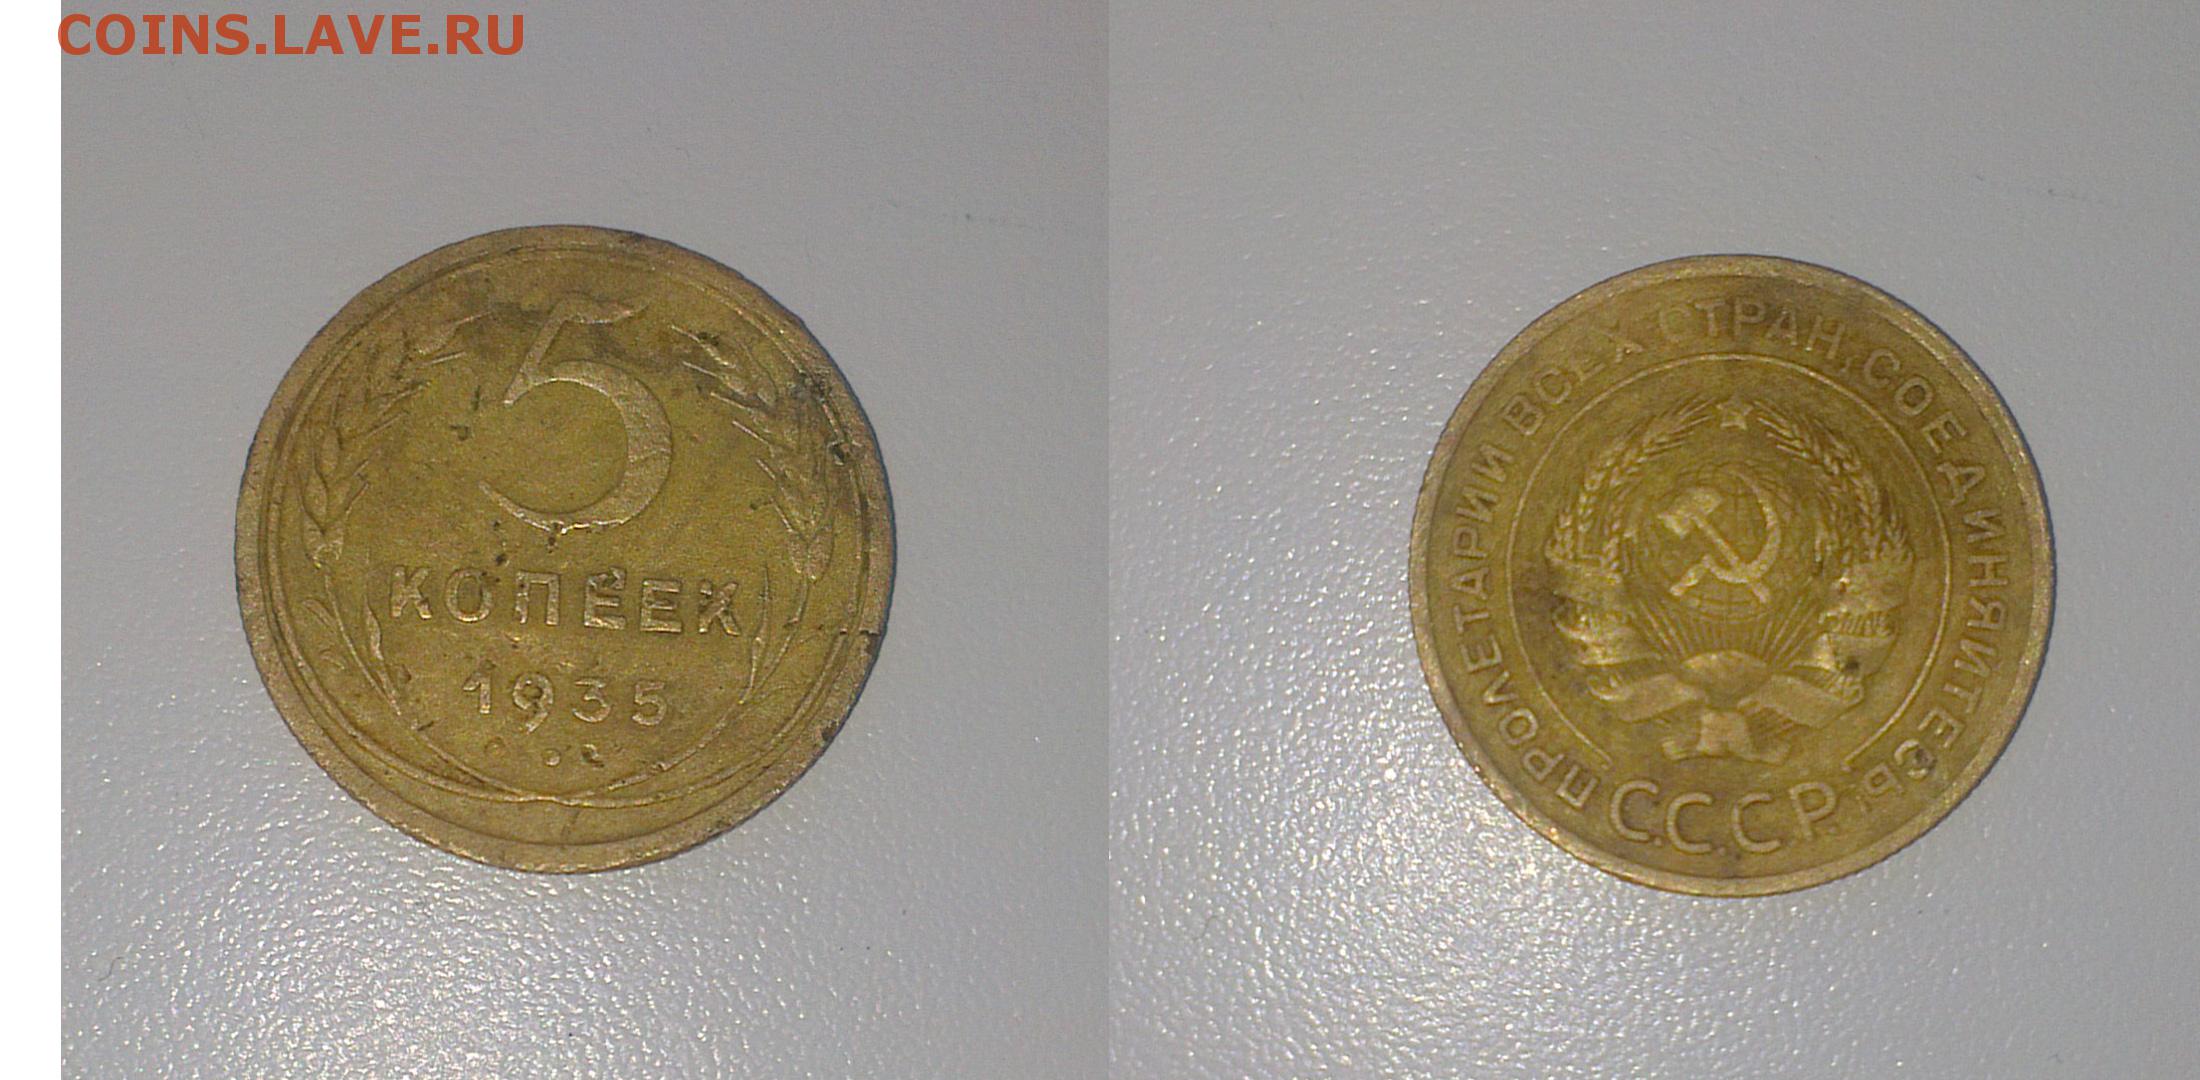 COINS.LAVE.RU
5
КОПЕЕК
1935
ПРОЛЕТАРИИ ВСЕХ СТРАН, СОЕДИНЯЙТЕСЬ!
С.С.С.Р.